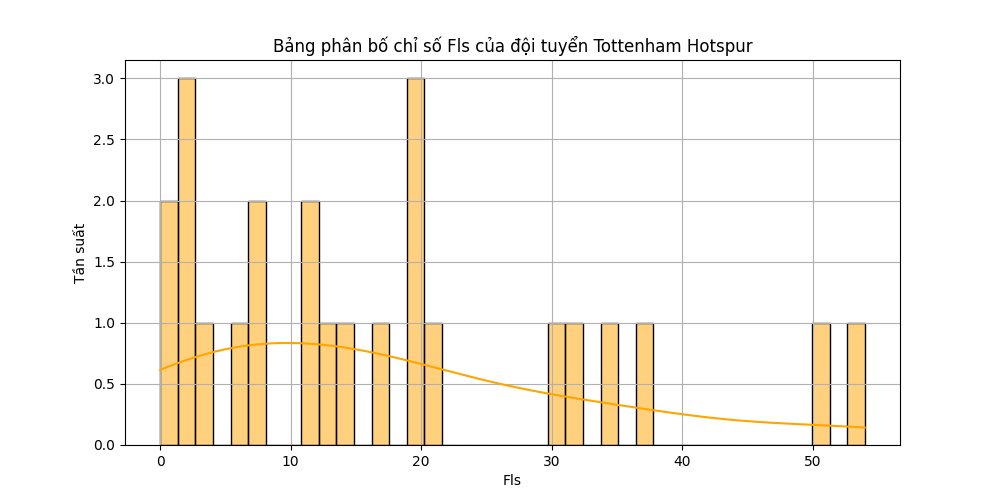 Bảng phân bố chỉ số Fls của đội tuyển Tottenham Hotspur
3.0
2.5
2.0
1.5
1.0
0.5
0.0
Tần suất
0 10 20 30 40 50
Fls